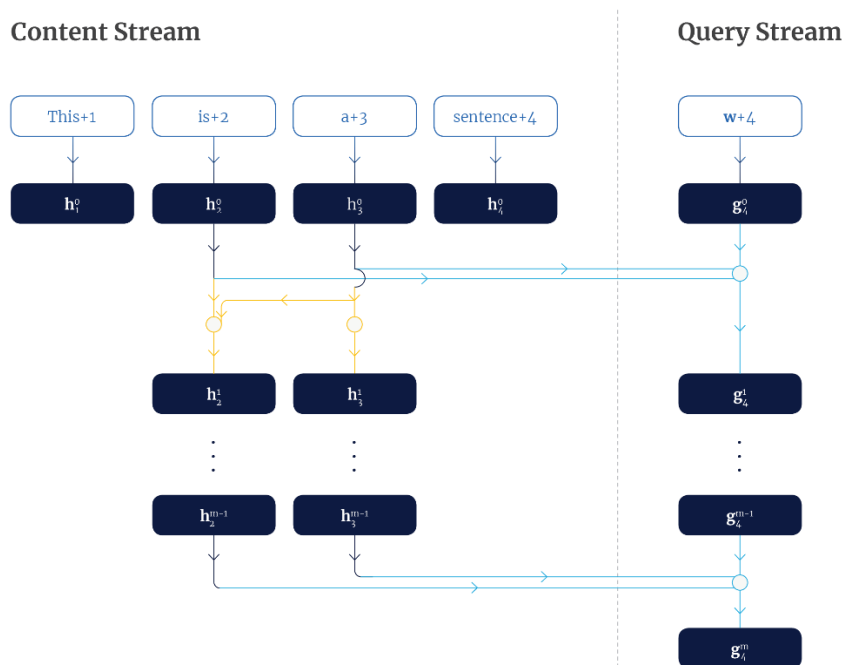 Content Stream Query Stream
This+1 is+2 a+3 sentence+4 w+4
h₁⁰ h₂⁰ h₃⁰ h₄⁰ g₄⁰
h₂¹ h₃¹ g₄¹
h₂ᵐ⁻¹ h₃ᵐ⁻¹ g₄ᵐ⁻¹
g₄ᵐ